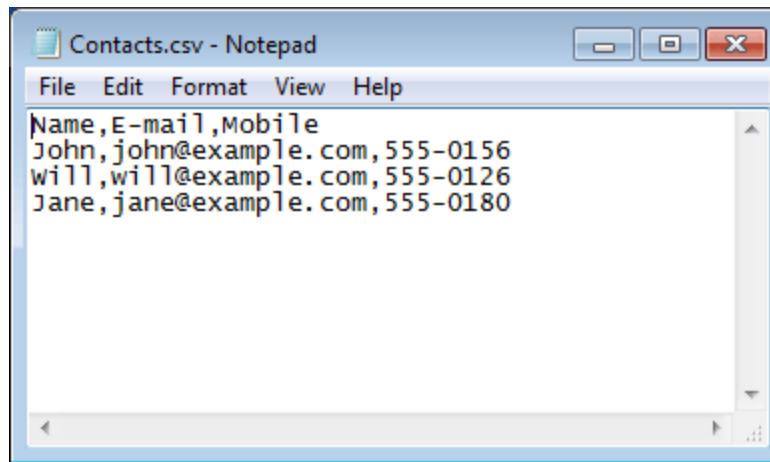 Contacts.csv - Notepad
File Edit Format View Help
Name,E-mail,Mobile
John,john@example.com,555-0156
Will,will@example.com,555-0126
Jane,jane@example.com,555-0180